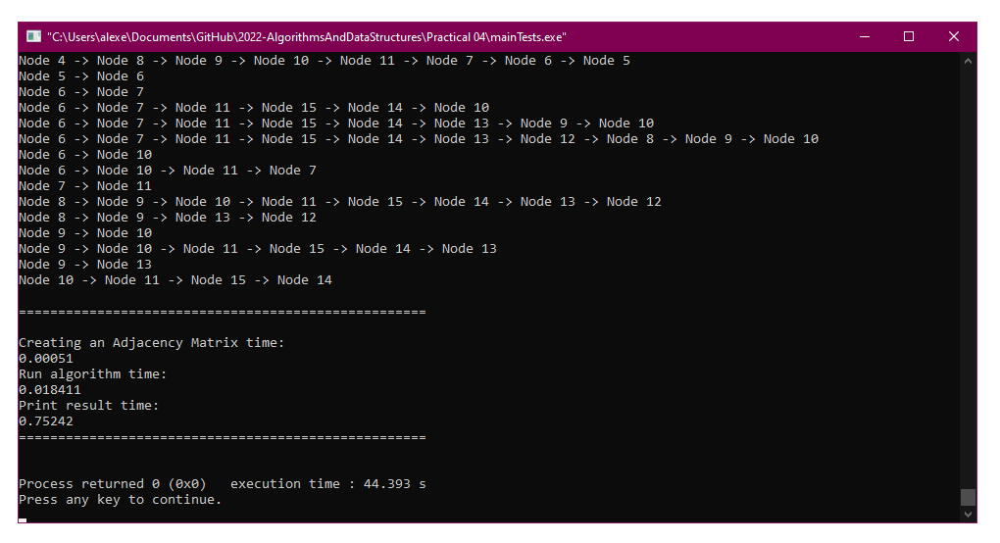 "C:\Users\alexe\Documents\GitHub\2022-AlgorithmsAndDataStructures\Practical 04\mainTests.exe"
Node 4 -> Node 8 -> Node 9 -> Node 10 -> Node 11 -> Node 7 -> Node 6 -> Node 5
Node 5 -> Node 6
Node 6 -> Node 7
Node 6 -> Node 7 -> Node 11 -> Node 15 -> Node 14 -> Node 10
Node 6 -> Node 7 -> Node 11 -> Node 15 -> Node 14 -> Node 13 -> Node 9 -> Node 10
Node 6 -> Node 7 -> Node 11 -> Node 15 -> Node 14 -> Node 13 -> Node 12 -> Node 8 -> Node 9 -> Node 10
Node 6 -> Node 10
Node 6 -> Node 10 -> Node 11 -> Node 7
Node 7 -> Node 11
Node 8 -> Node 9 -> Node 10 -> Node 11 -> Node 15 -> Node 14 -> Node 13 -> Node 12
Node 8 -> Node 9 -> Node 13 -> Node 12
Node 9 -> Node 10
Node 9 -> Node 10 -> Node 11 -> Node 15 -> Node 14 -> Node 13
Node 9 -> Node 13
Node 10 -> Node 11 -> Node 15 -> Node 14
====================================================
Creating an Adjacency Matrix time:
0.00051
Run algorithm time:
0.018411
Print result time:
0.75242
====================================================
Process returned 0 (0x0)   execution time : 44.393 s
Press any key to continue.